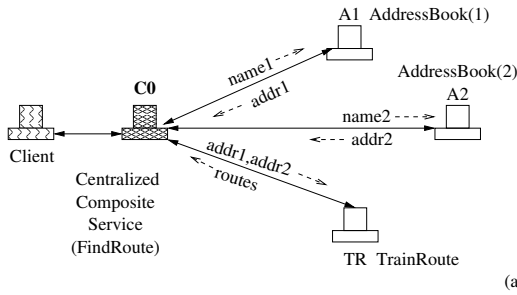 A1 AddressBook(1)
name1
addr1
AddressBook(2)
A2
C0
name2
addr2
Client
addr1,addr2
routes
Centralized
Composite
Service
(FindRoute)
TR TrainRoute
(a